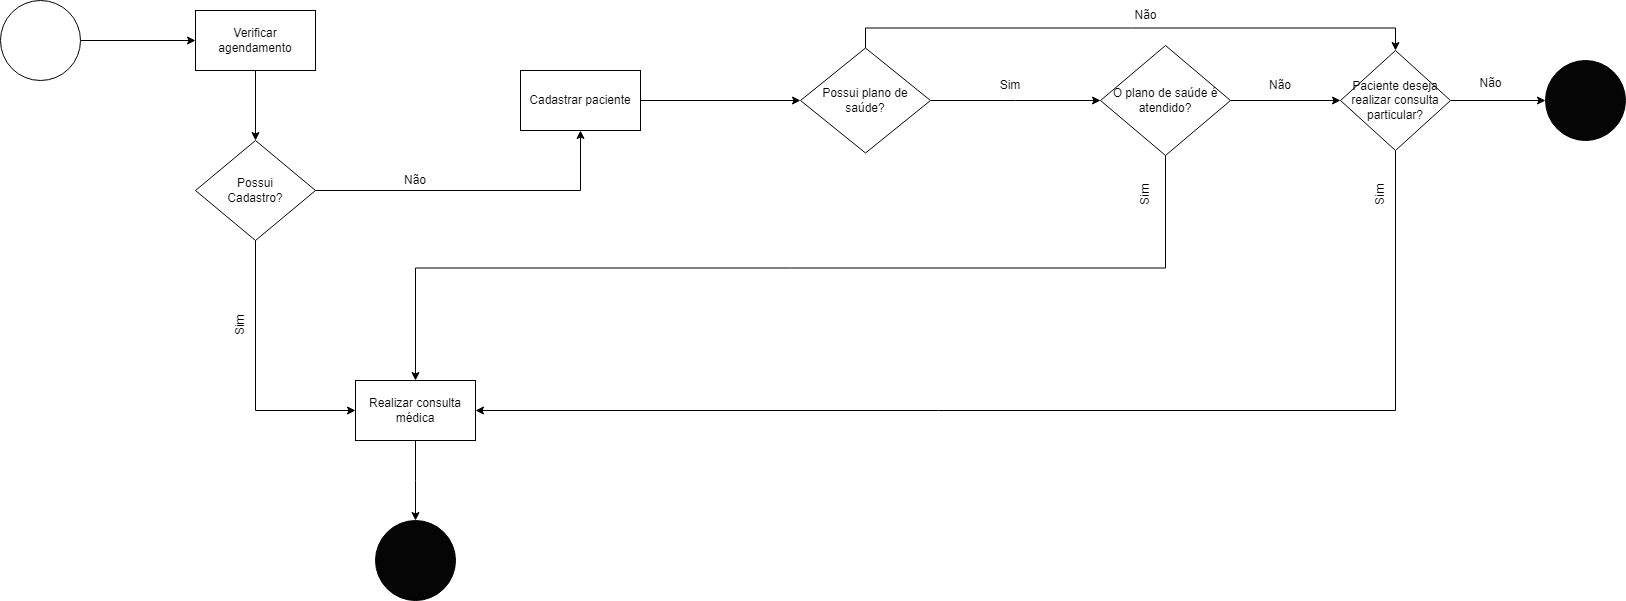 Verificar
agendamento
Possui
Cadastro?
Não
Sim
Cadastrar paciente
Possui plano de
saúde?
Não
Sim
O plano de saúde é
atendido?
Não
Sim
Paciente deseja
realizar consulta
particular?
Não
Sim
Realizar consulta
médica